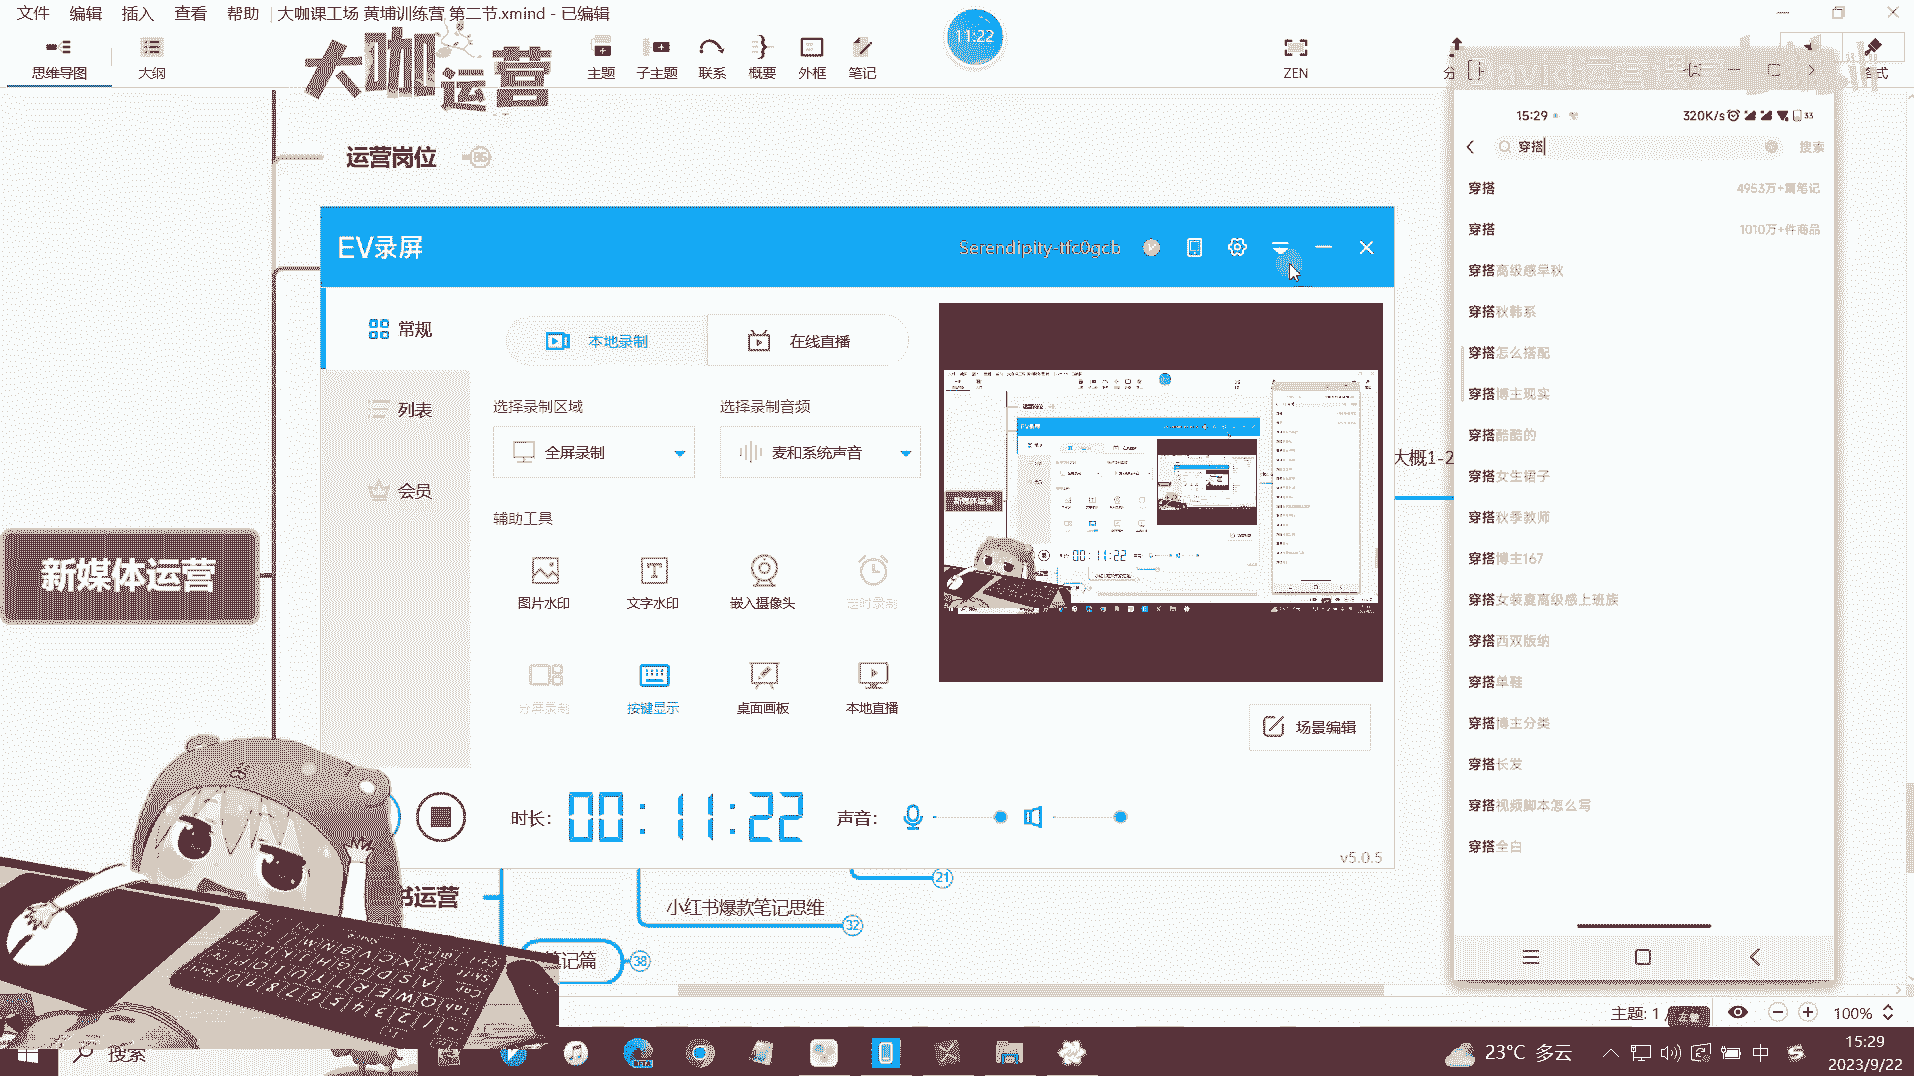 文件 编辑 插入 查看 帮助 大咖课工场 黄埔训练营 第二节.xmind - 已编辑
思维导图 大纲 主题 子主题 联系 概要 外框 笔记 ZEN
大咖运营
11:22
运营岗位 86
新媒体运营
EV录屏 Serendipity-tfc0gcb
常规
列表
会员
本地录制 在线直播
选择录制区域 选择录制音频
全屏录制 麦和系统声音
辅助工具
图片水印 文字水印 嵌入摄像头 定时录制
分屏录制 按键显示 桌面画板 本地直播
场景编辑
时长: 00:11:22 声音:
v5.0.5
大概1-2
21
书运营
小红书爆款笔记思维 32
笔记篇 38
15:29 320K/s 33
穿搭 搜索
穿搭 4953万+篇笔记
穿搭 1010万+件商品
穿搭高级感早秋
穿搭秋韩系
穿搭怎么搭配
穿搭博主现实
穿搭酷酷的
穿搭女生裙子
穿搭秋季教师
穿搭博主167
穿搭女装夏高级感上班族
穿搭西双版纳
穿搭单鞋
穿搭博主分类
穿搭长发
穿搭视频脚本怎么写
穿搭全白
主题: 1 / 100%
搜索
23°C 多云 中 15:29
2023/9/22